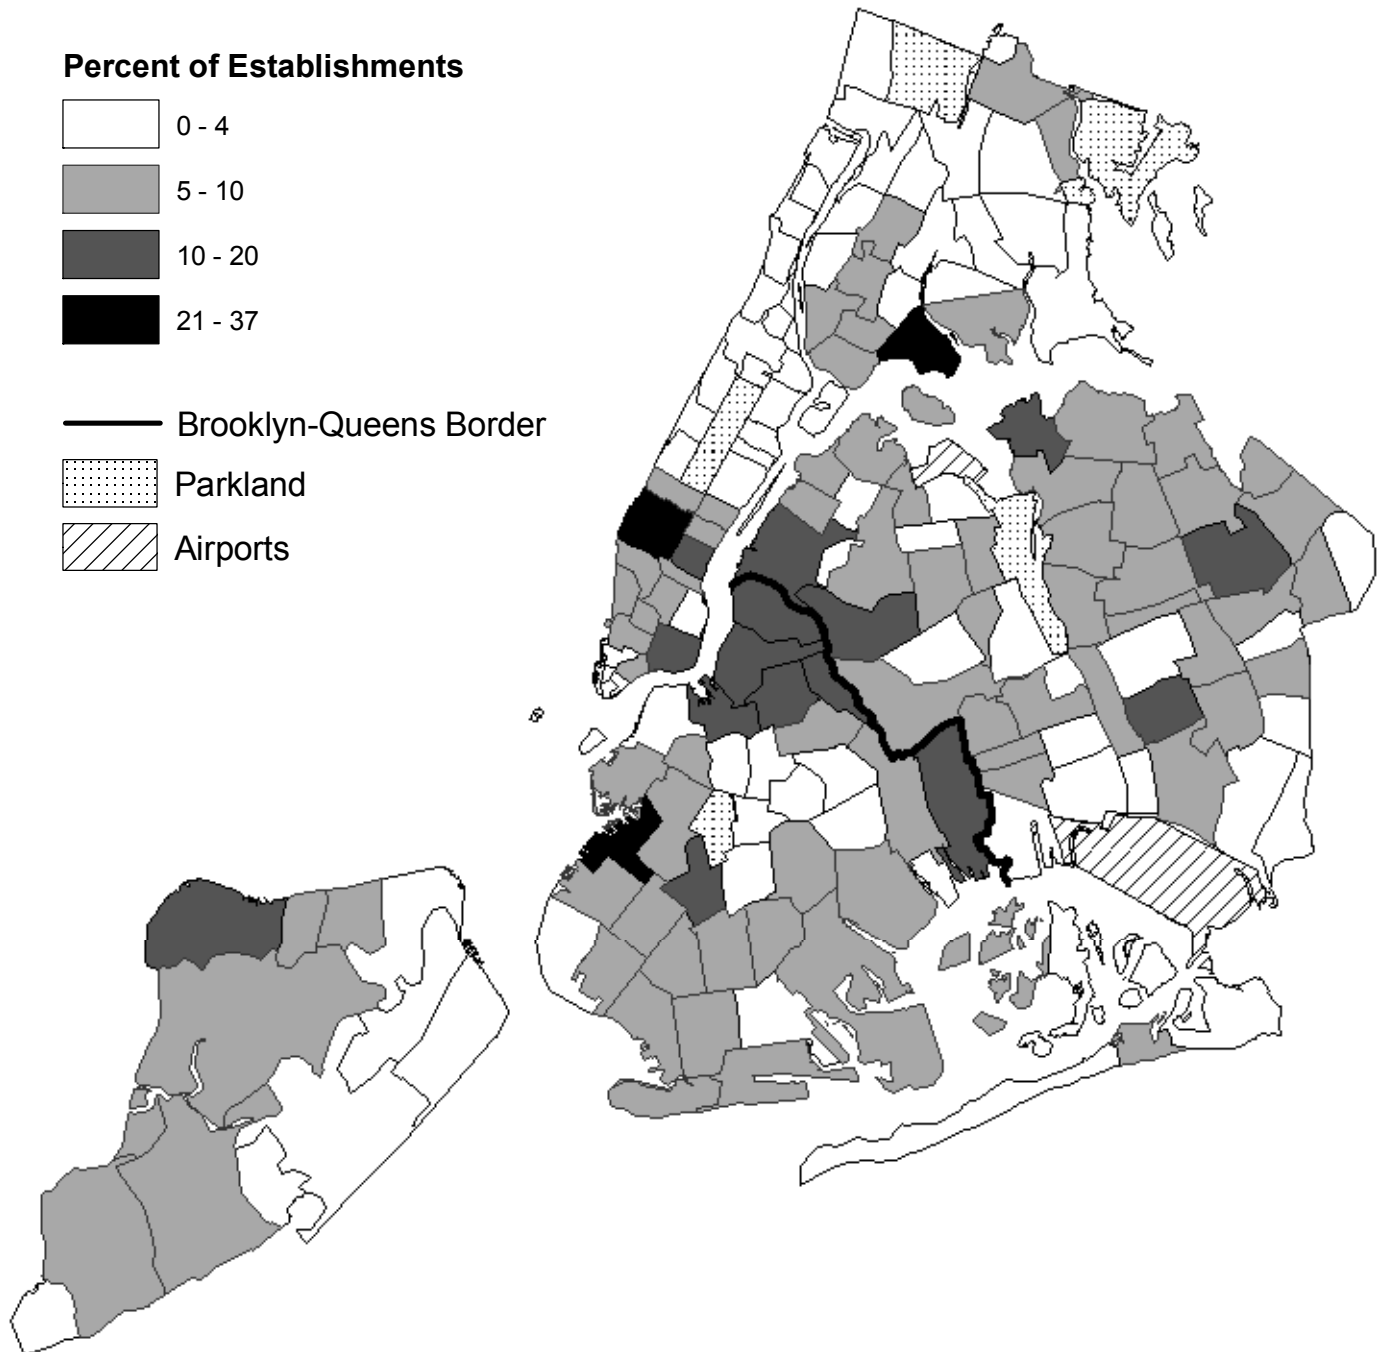 Percent of Establishments
0 - 4
5 - 10
10 - 20
21 - 37
Brooklyn-Queens Border
Parkland
Airports